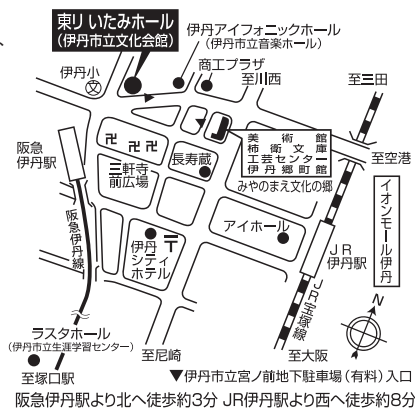 東リ いたみホール
(伊丹市立文化会館)
伊丹アイフォニックホール
(伊丹市立音楽ホール)
伊丹小
文
商工プラザ
至川西
至三田
阪急
伊丹駅
卍 卍 卍
三軒寺
前広場
長寿蔵
美術館
柿衞文庫
工芸センター
伊丹郷町館
みやのまえ文化の郷
至空港
阪急伊丹線
伊丹
シティ
ホテル
〒
アイホール
JR
伊丹駅
イオンモール伊丹
JR宝塚線
N
ラスタホール
(伊丹市立生涯学習センター)
至塚口駅
至尼崎
至大阪
▼伊丹市立宮ノ前地下駐車場(有料)入口
阪急伊丹駅より北へ徒歩約3分 JR伊丹駅より西へ徒歩約8分